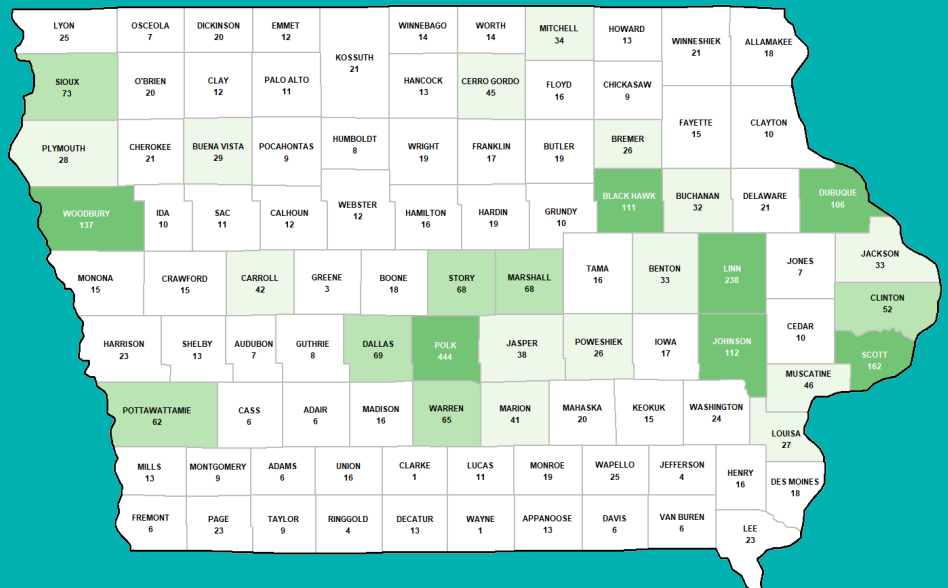 LYON
25
OSCEOLA
7
DICKINSON
20
EMMET
12
KOSSUTH
21
WINNEBAGO
14
WORTH
14
MITCHELL
34
HOWARD
13
WINNESHIEK
21
ALLAMAKEE
18
SIOUX
73
O'BRIEN
20
CLAY
12
PALO ALTO
11
HANCOCK
13
CERRO GORDO
45
FLOYD
16
CHICKASAW
9
FAYETTE
15
CLAYTON
10
PLYMOUTH
28
CHEROKEE
21
BUENA VISTA
29
POCAHONTAS
9
HUMBOLDT
8
WRIGHT
19
FRANKLIN
17
BUTLER
19
BREMER
26
WOODBURY
137
IDA
10
SAC
11
CALHOUN
12
WEBSTER
12
HAMILTON
16
HARDIN
19
GRUNDY
10
BLACK HAWK
111
BUCHANAN
32
DELAWARE
21
DUBUQUE
106
MONONA
15
CRAWFORD
15
CARROLL
42
GREENE
3
BOONE
18
STORY
68
MARSHALL
68
TAMA
16
BENTON
33
LINN
238
JONES
7
JACKSON
33
CLINTON
52
HARRISON
23
SHELBY
13
AUDUBON
7
GUTHRIE
8
DALLAS
69
POLK
444
JASPER
38
POWESHIEK
26
IOWA
17
JOHNSON
112
CEDAR
10
SCOTT
162
MUSCATINE
46
POTTAWATTAMIE
62
CASS
6
ADAIR
6
MADISON
16
WARREN
65
MARION
41
MAHASKA
20
KEOKUK
15
WASHINGTON
24
LOUISA
27
MILLS
13
MONTGOMERY
9
ADAMS
6
UNION
16
CLARKE
1
LUCAS
11
MONROE
19
WAPELLO
25
JEFFERSON
4
HENRY
16
DES MOINES
18
FREMONT
6
PAGE
23
TAYLOR
9
RINGGOLD
4
DECATUR
13
WAYNE
1
APPANOOSE
13
DAVIS
6
VAN BUREN
6
LEE
23